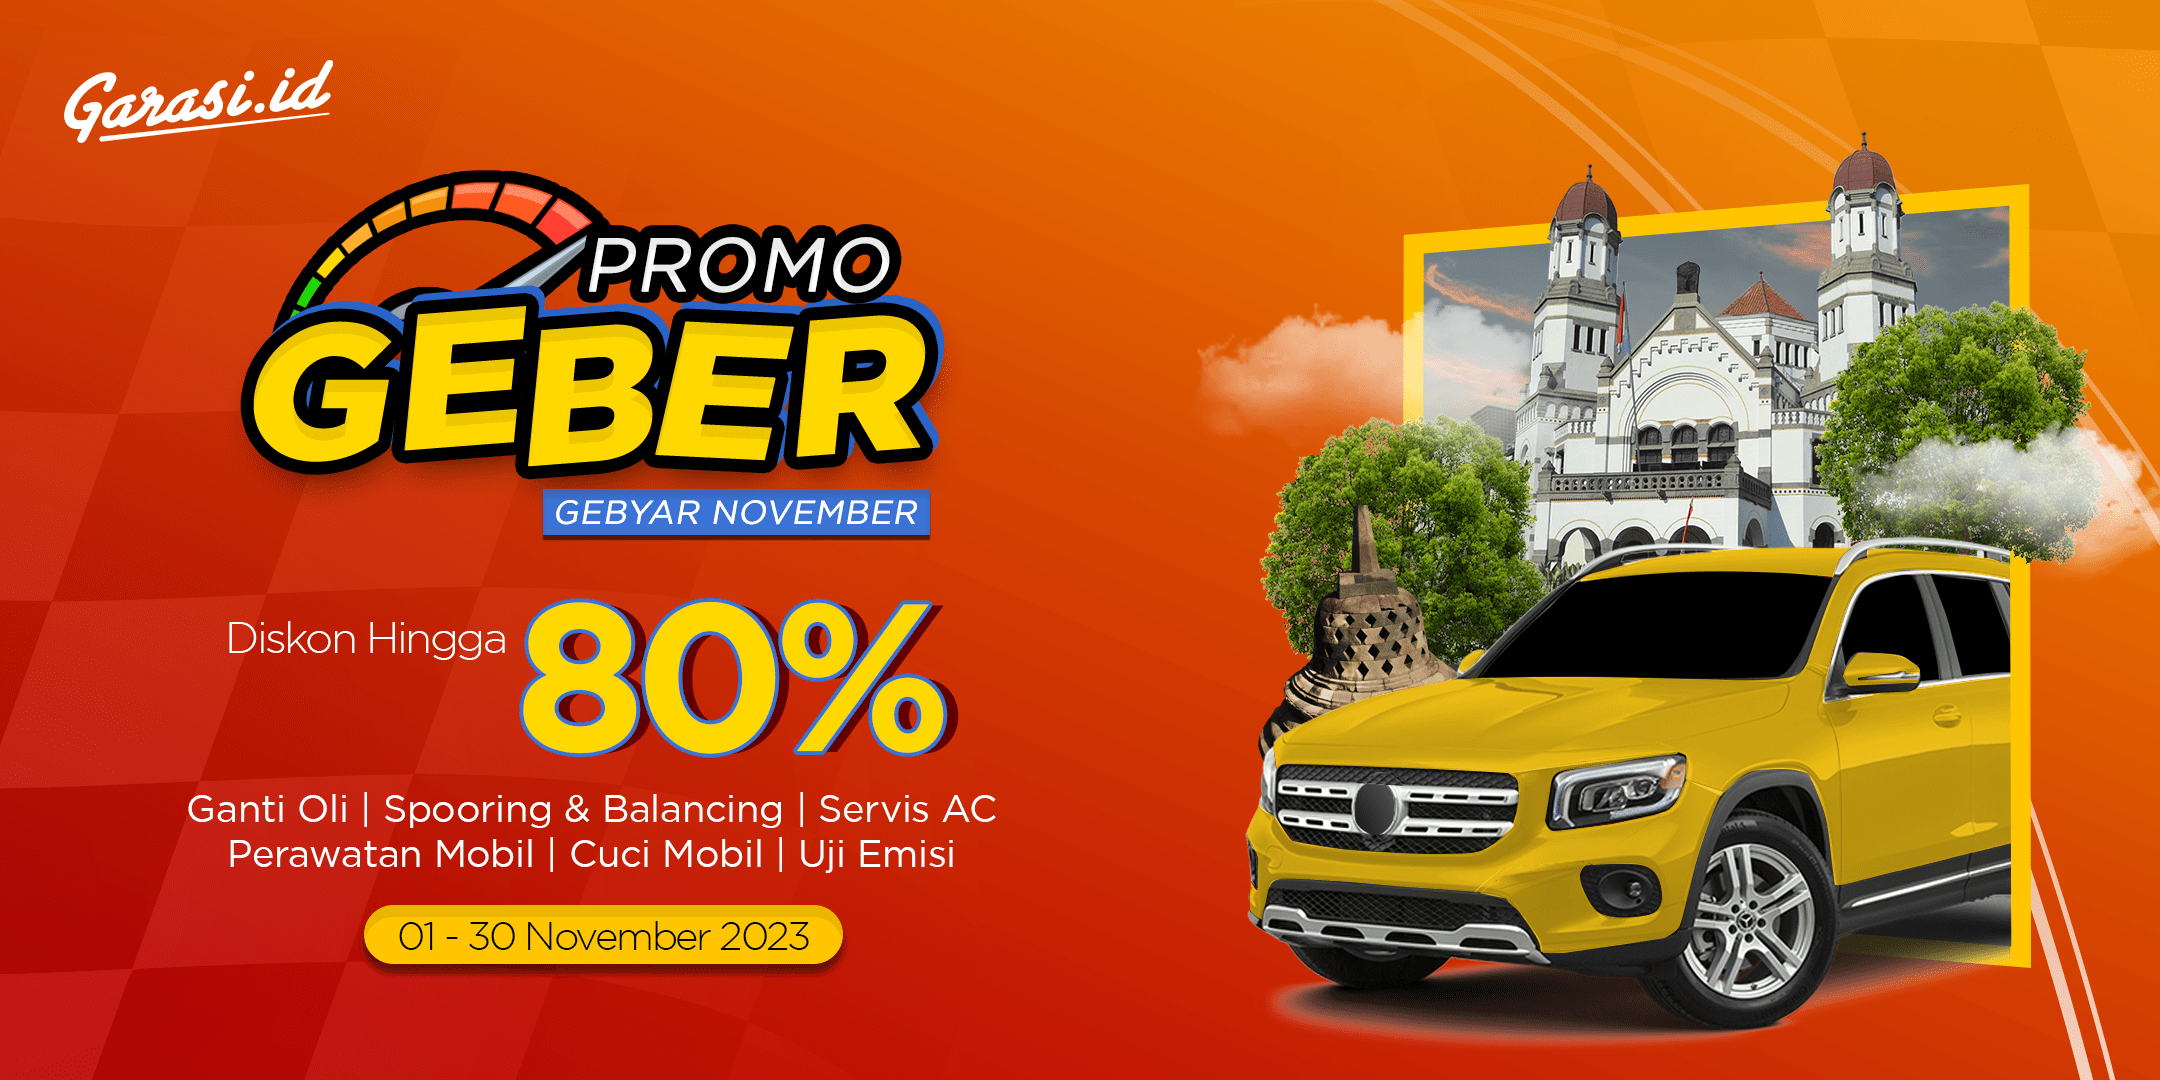 Garasi.id
PROMO
GEBER
GEBYAR NOVEMBER
Diskon Hingga 80%
Ganti Oli | Spooring & Balancing | Servis AC
Perawatan Mobil | Cuci Mobil | Uji Emisi
01 - 30 November 2023